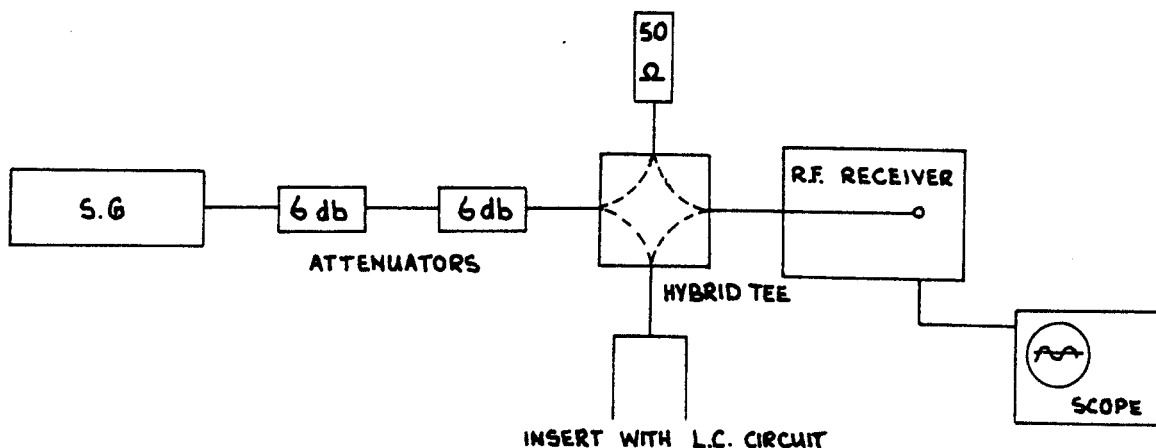 50
Ω
S.G
6 db
6 db
ATTENUATORS
R.F. RECEIVER
HYBRID TEE
SCOPE
INSERT WITH L.C. CIRCUIT